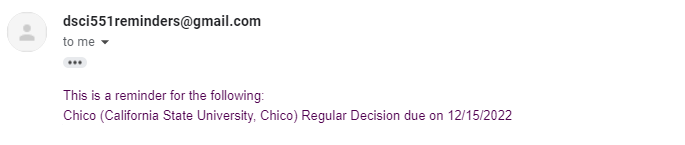 dsci551reminders@gmail.com
to me
This is a reminder for the following:
Chico (California State University, Chico) Regular Decision due on 12/15/2022